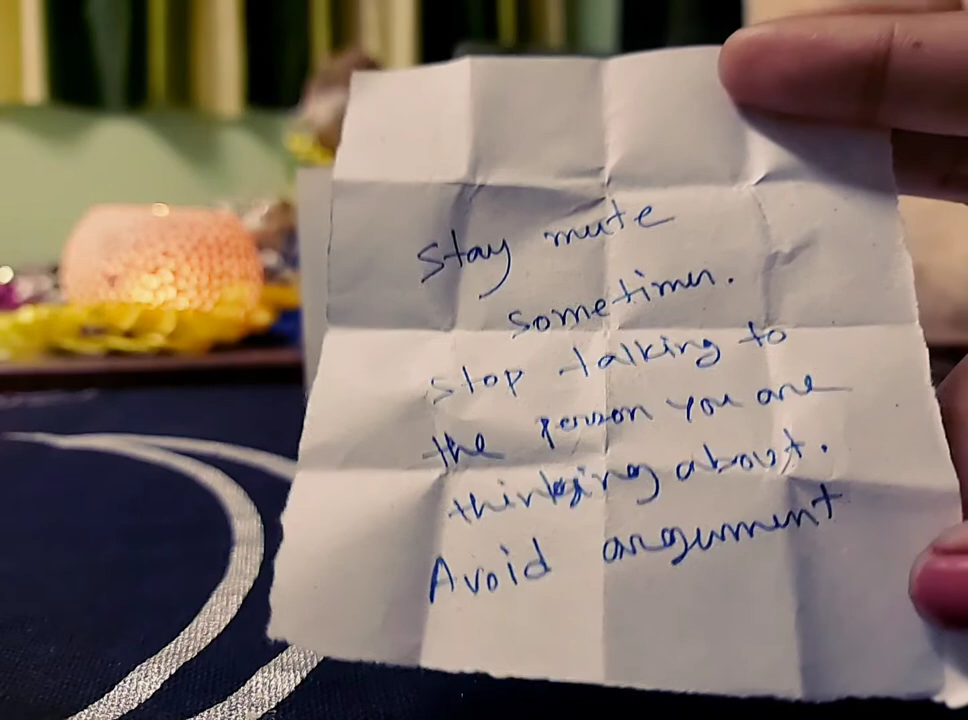 Stay mute
sometimes.
Stop talking to
the person you are
thinking about.
Avoid argument